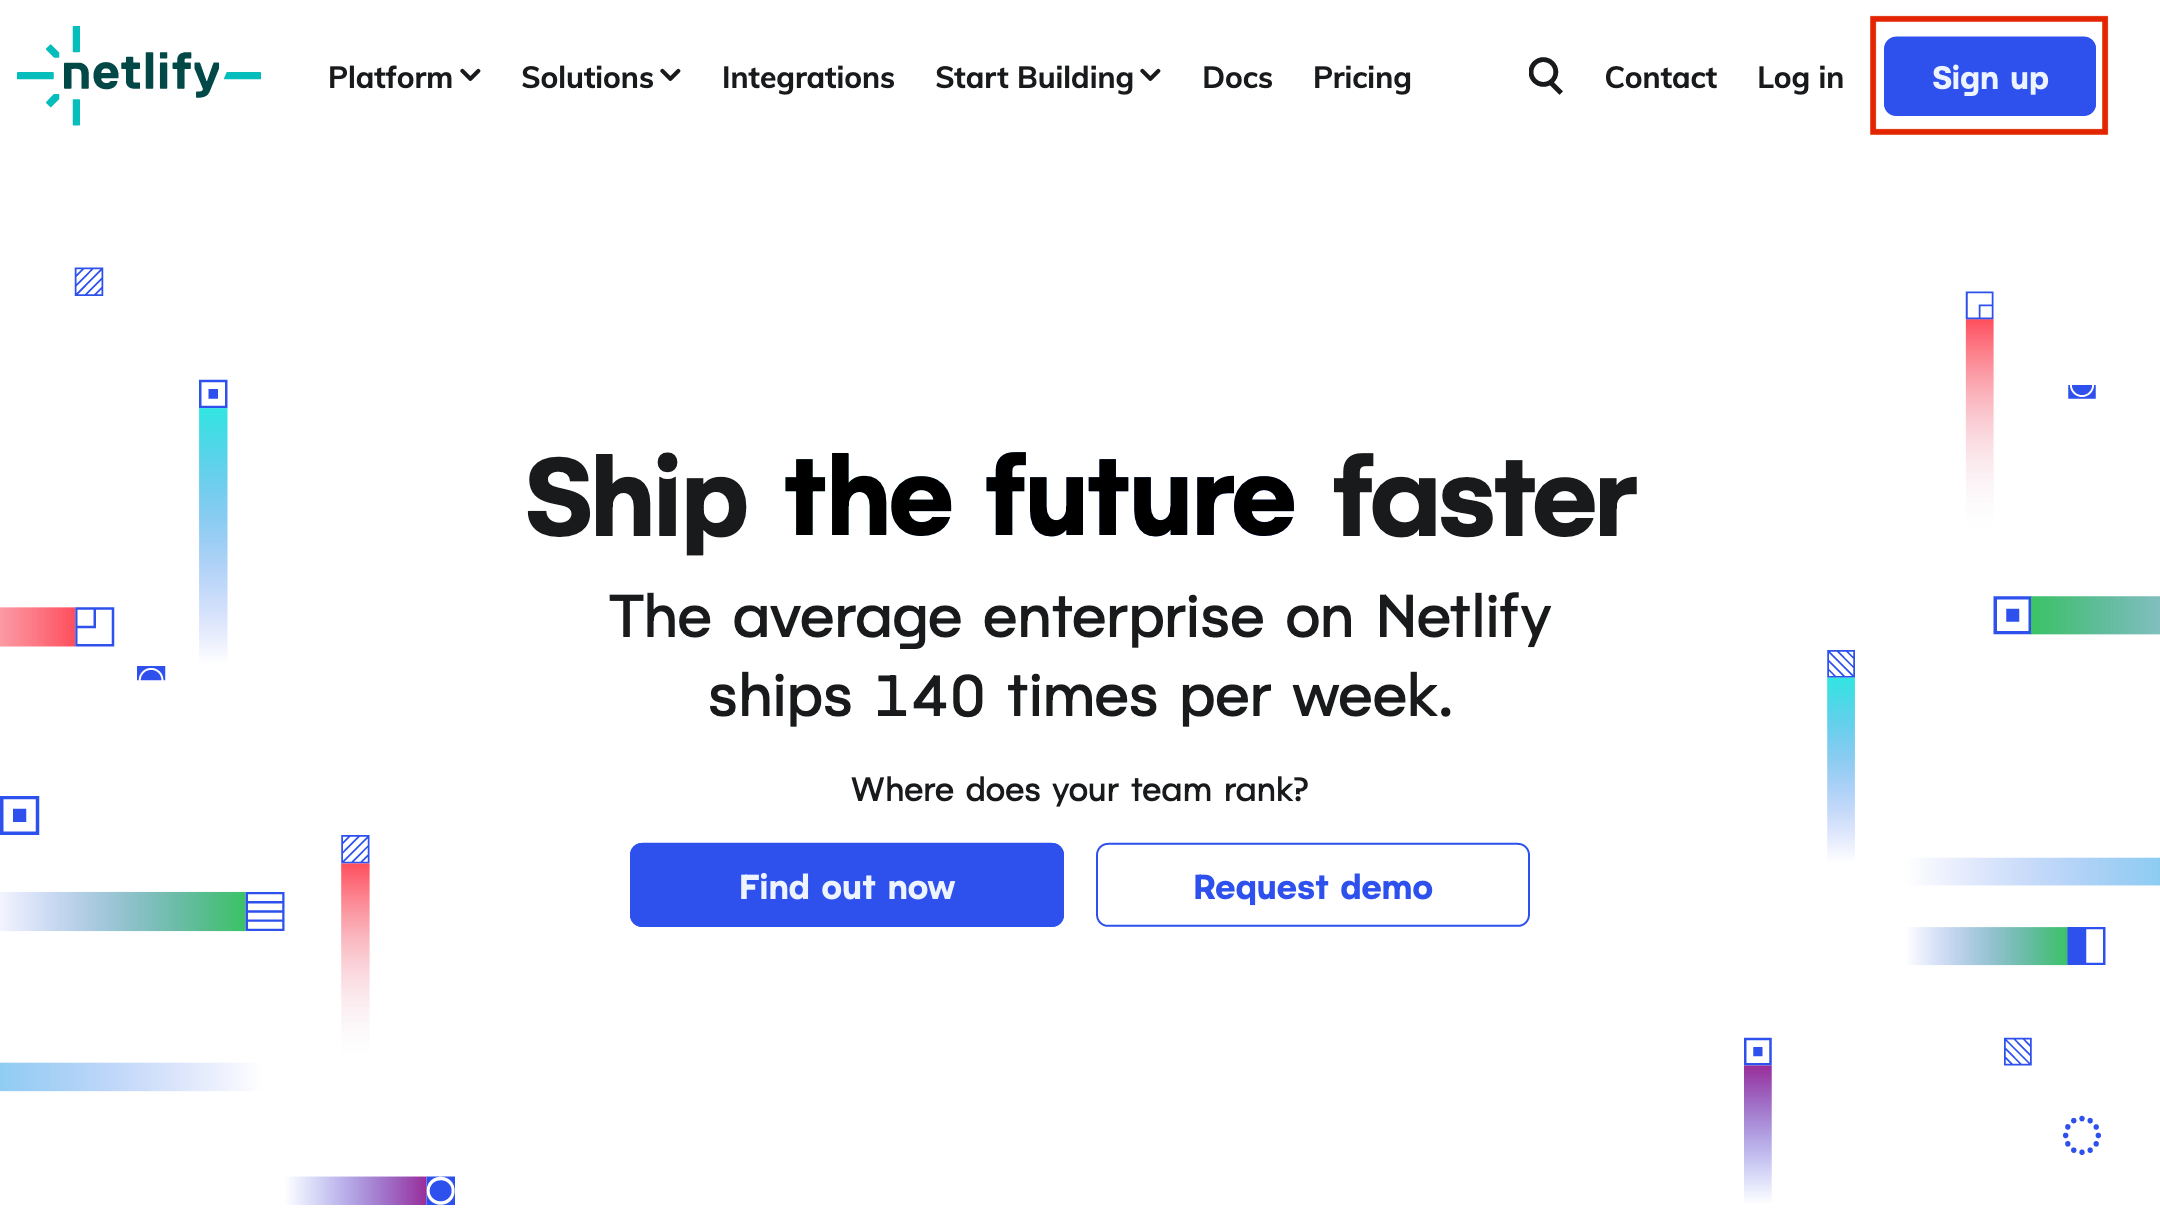 netlify
Platform Solutions Integrations Start Building Docs Pricing Contact Log in Sign up
Ship the future faster
The average enterprise on Netlify
ships 140 times per week.
Where does your team rank?
Find out now Request demo